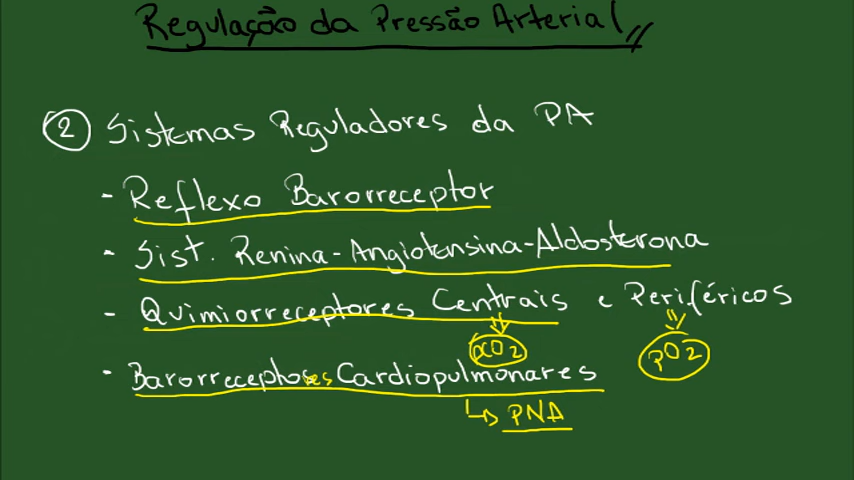 Regulação da Pressão Arterial //
② Sistemas Reguladores da PA
- Reflexo Barorreceptor
- Sist. Renina-Angiotensina-Aldosterona
- Quimiorreceptores Centrais e Periféricos
pCO2 pO2
- Barorreceptores Cardiopulmonares
↳ PNA